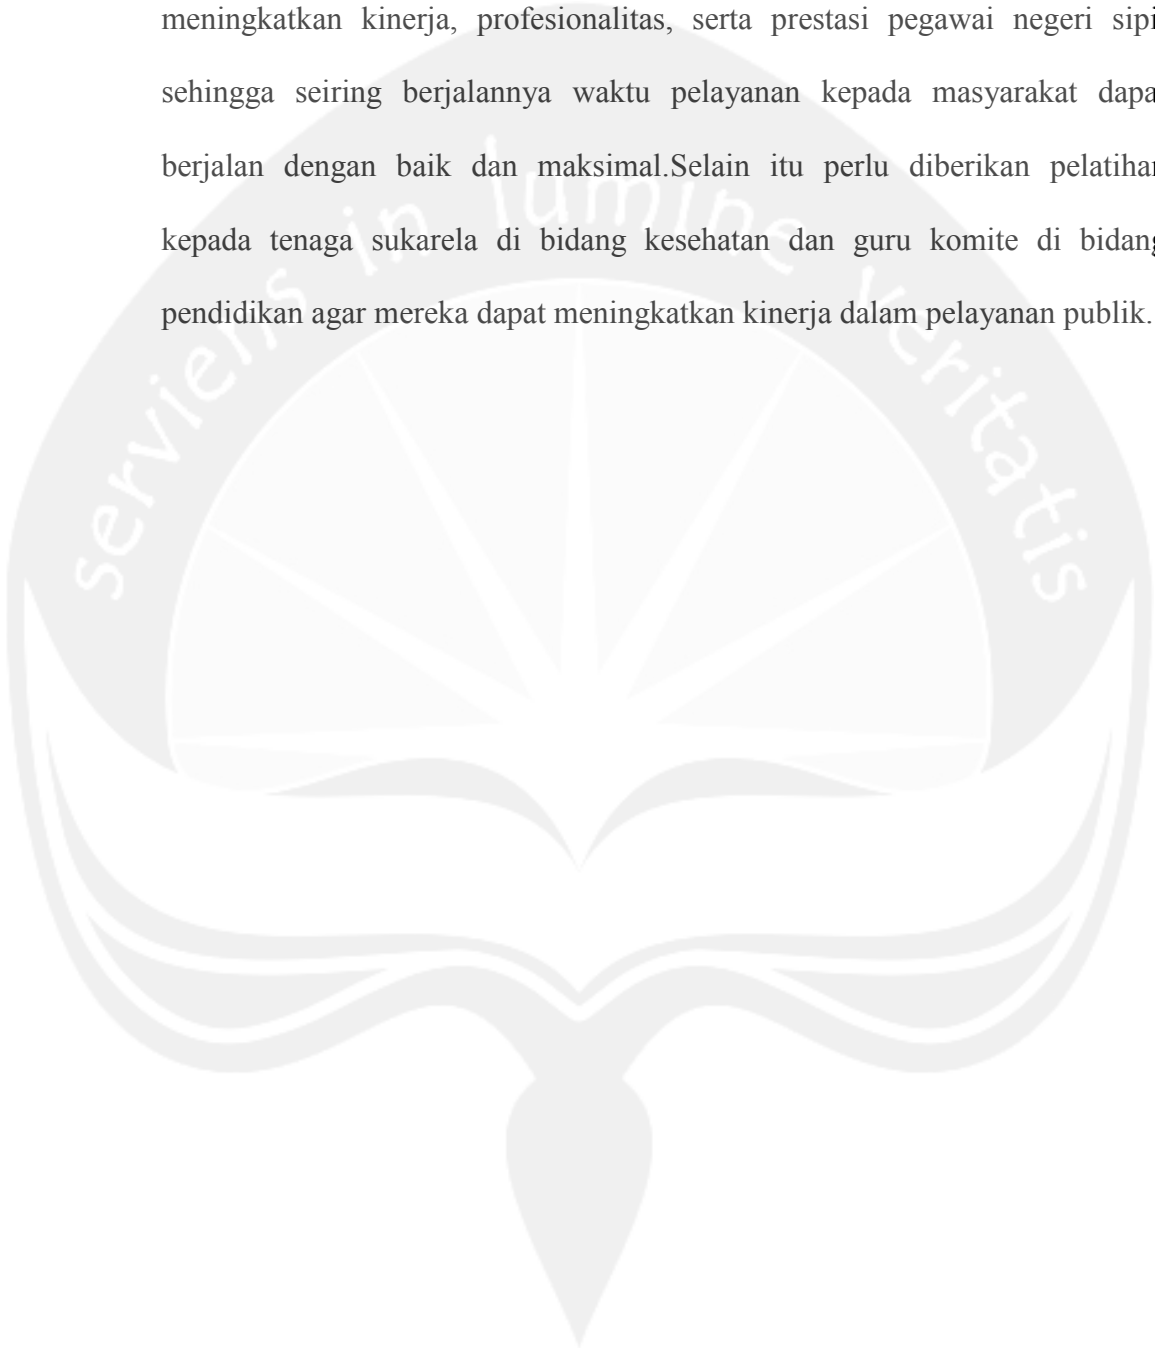 meningkatkan kinerja, profesionalitas, serta prestasi pegawai negeri sipi
sehingga seiring berjalannya waktu pelayanan kepada masyarakat dapa
berjalan dengan baik dan maksimal.Selain itu perlu diberikan pelatihan
kepada tenaga sukarela di bidang kesehatan dan guru komite di bidang
pendidikan agar mereka dapat meningkatkan kinerja dalam pelayanan publik.
serviens in lumine veritatis